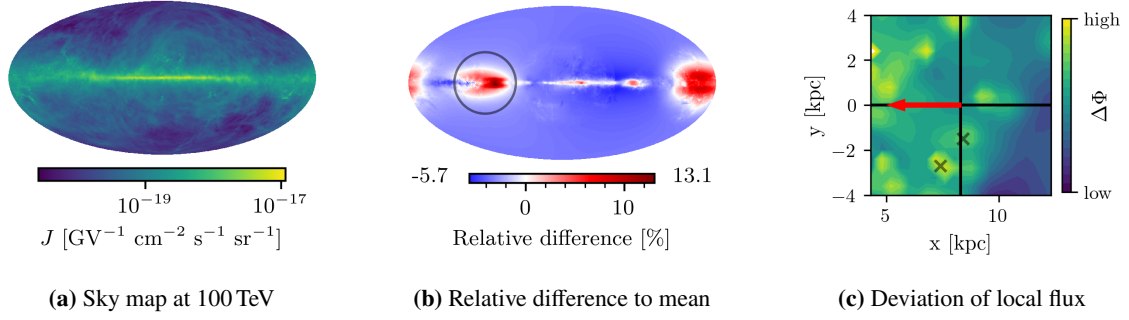 10⁻¹⁹ 10⁻¹⁷
J [GV⁻¹ cm⁻² s⁻¹ sr⁻¹]
(a) Sky map at 100 TeV
-5.7 13.1
0 10
Relative difference [%]
(b) Relative difference to mean
4
2
0
−2
−4
y [kpc]
5 10
x [kpc]
high
ΔΦ
low
(c) Deviation of local flux